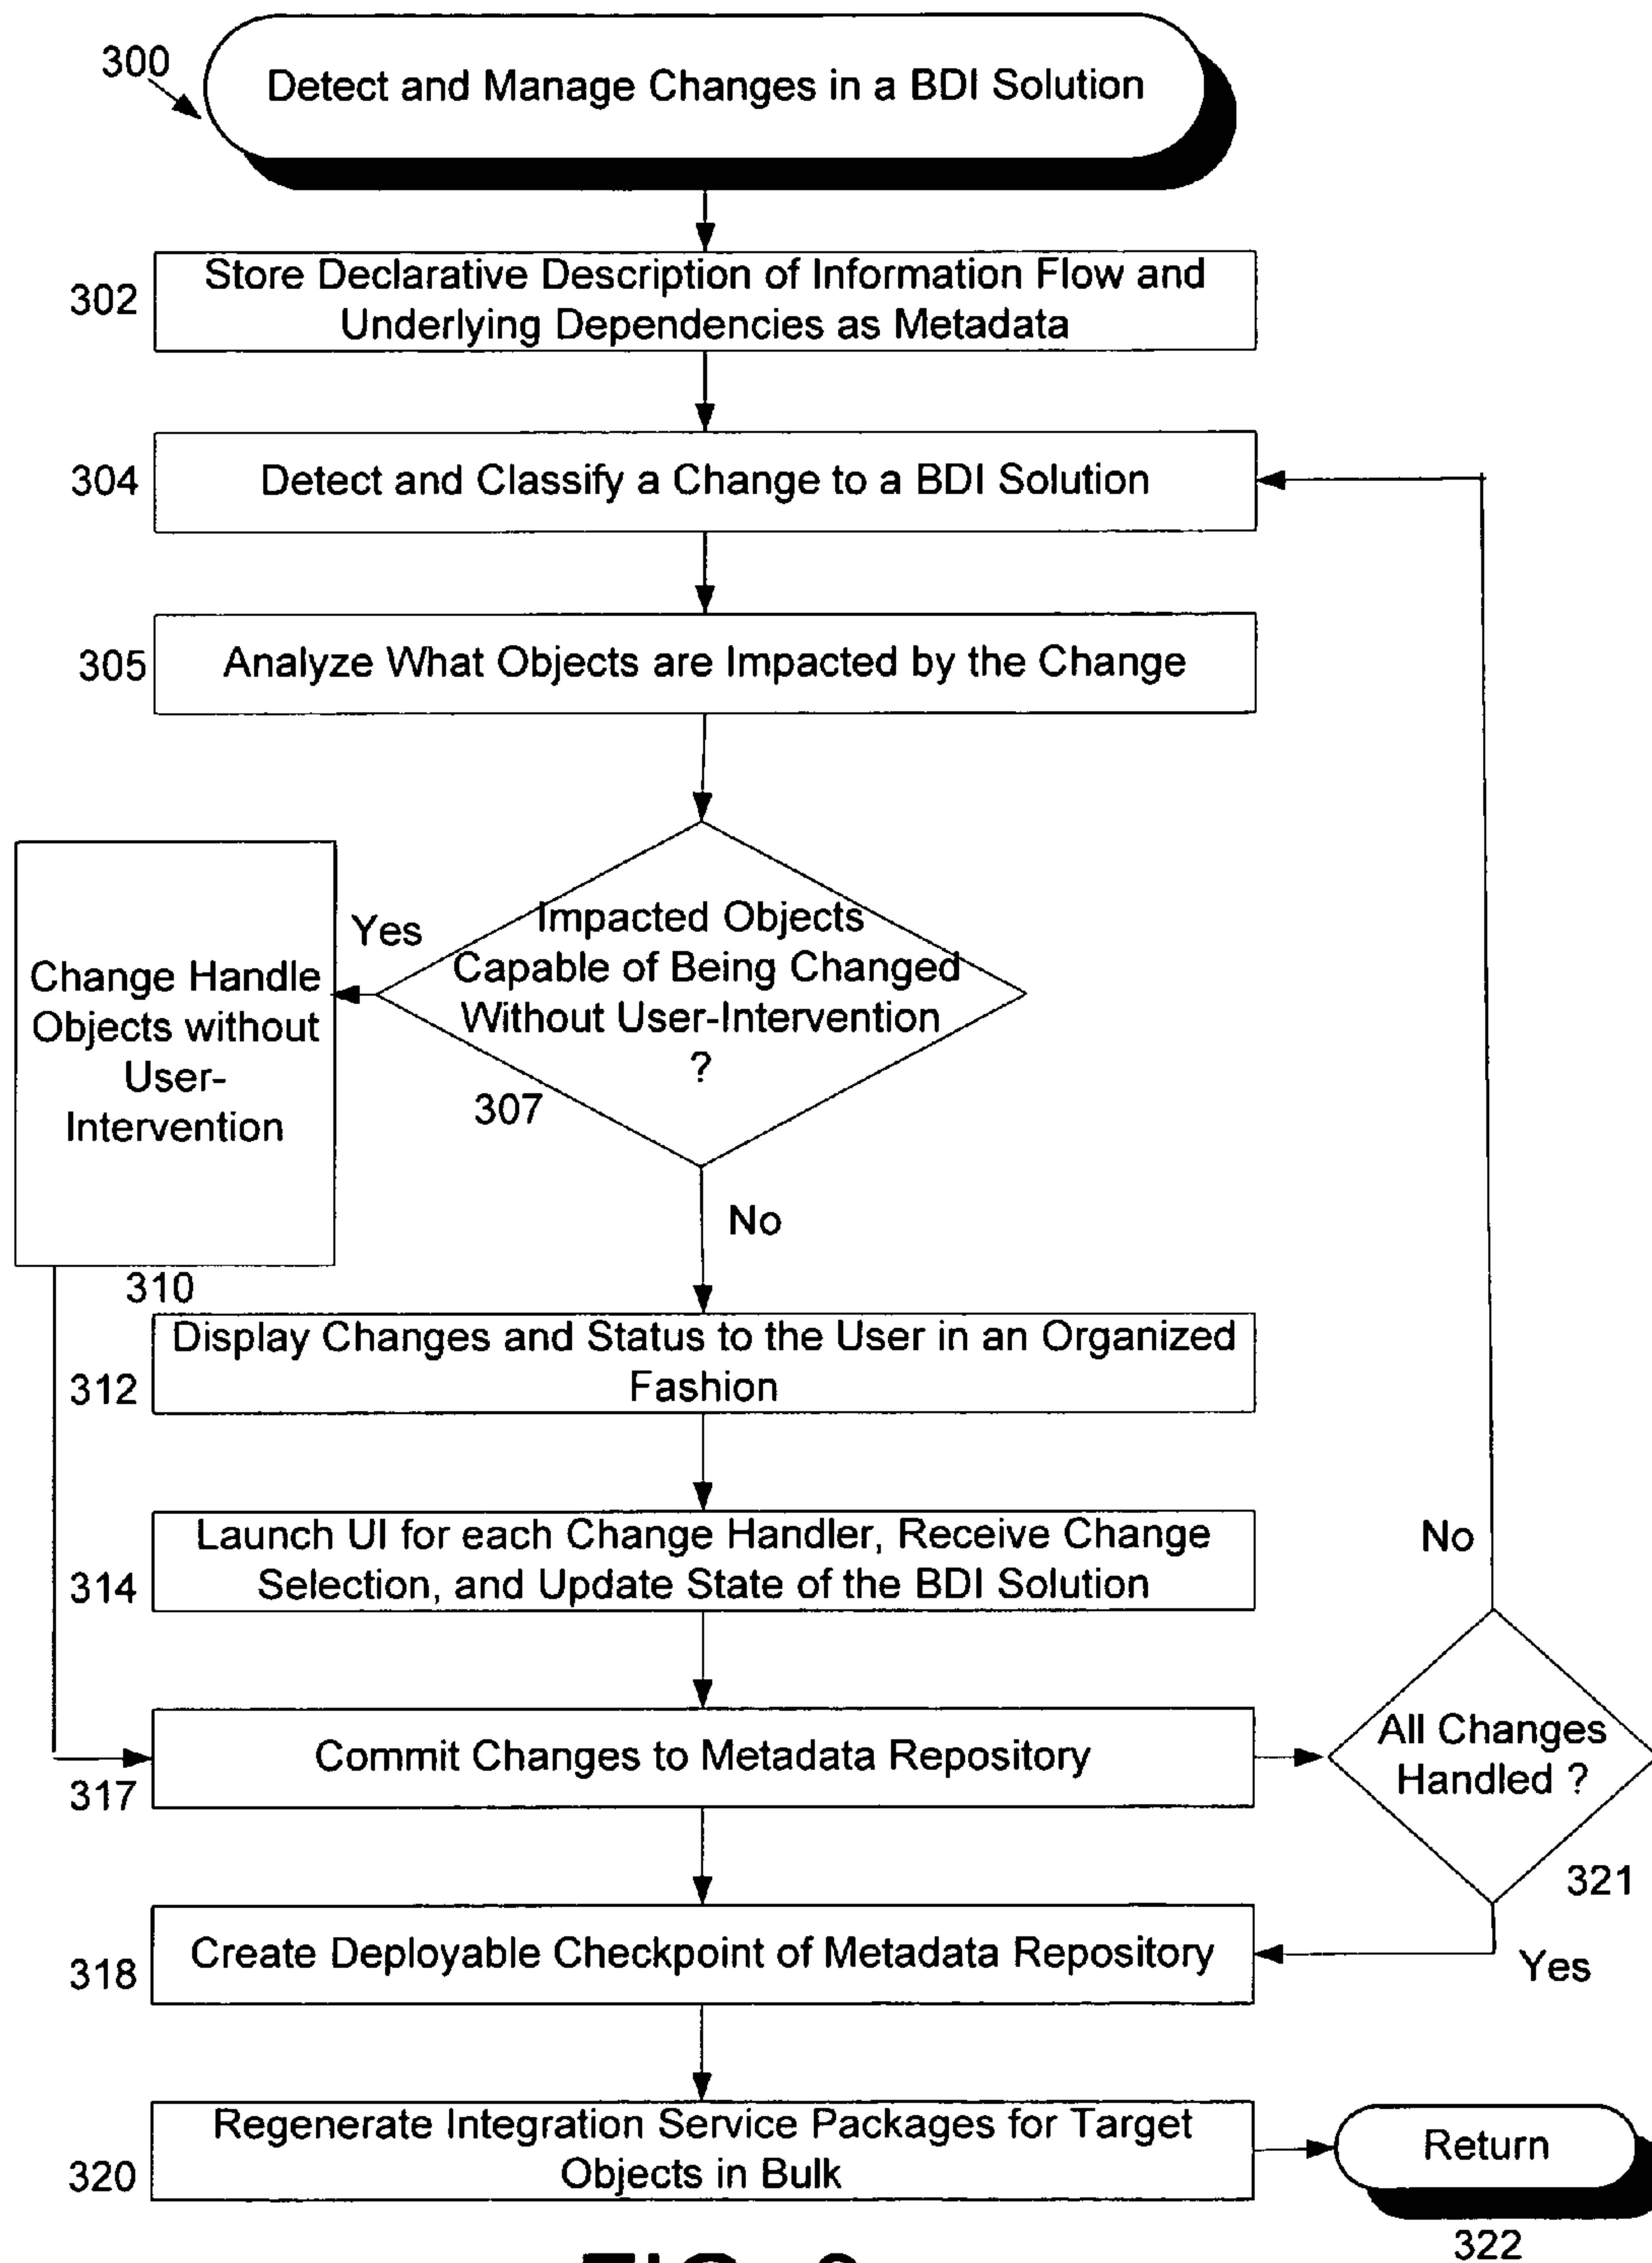 300
Detect and Manage Changes in a BDI Solution
302
Store Declarative Description of Information Flow and
Underlying Dependencies as Metadata
304
Detect and Classify a Change to a BDI Solution
305
Analyze What Objects are Impacted by the Change
Impacted Objects
Capable of Being Changed
Without User-Intervention
?
307
Yes
Change Handle
Objects without
User-
Intervention
310
No
312
Display Changes and Status to the User in an Organized
Fashion
314
Launch UI for each Change Handler, Receive Change
Selection, and Update State of the BDI Solution
No
317
Commit Changes to Metadata Repository
All Changes
Handled ?
321
318
Create Deployable Checkpoint of Metadata Repository
Yes
320
Regenerate Integration Service Packages for Target
Objects in Bulk
Return
322